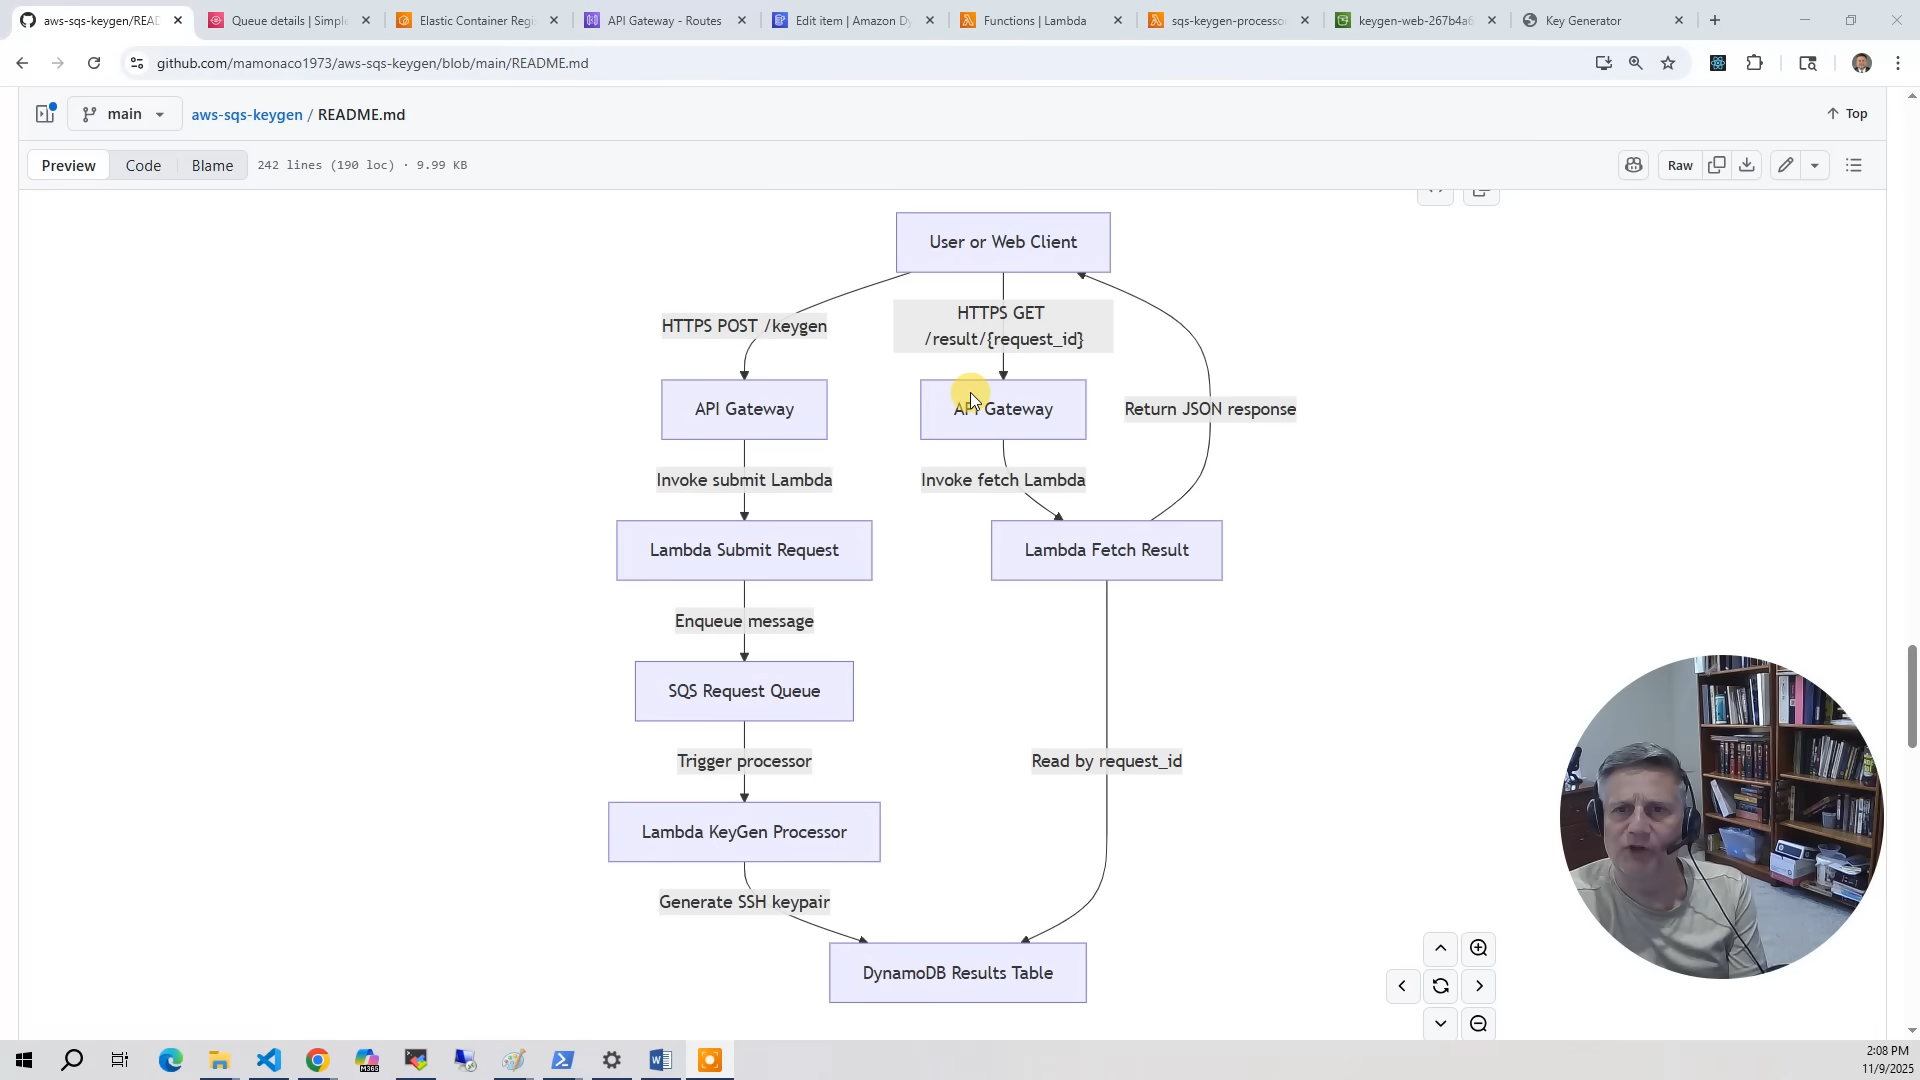 aws-sqs-keygen/READ
Queue details | Simple
Elastic Container Regi
API Gateway - Routes
Edit item | Amazon Dy
Functions | Lambda
sqs-keygen-processo
keygen-web-267b4a6
Key Generator
github.com/mamonaco1973/aws-sqs-keygen/blob/main/README.md
main
aws-sqs-keygen / README.md
Top
Preview
Code
Blame
242 lines (190 loc) · 9.99 KB
Raw
User or Web Client
HTTPS POST /keygen
HTTPS GET
/result/{request_id}
API Gateway
API Gateway
Return JSON response
Invoke submit Lambda
Invoke fetch Lambda
Lambda Submit Request
Lambda Fetch Result
Enqueue message
SQS Request Queue
Trigger processor
Read by request_id
Lambda KeyGen Processor
Generate SSH keypair
DynamoDB Results Table
M365
2:08 PM
11/9/2025